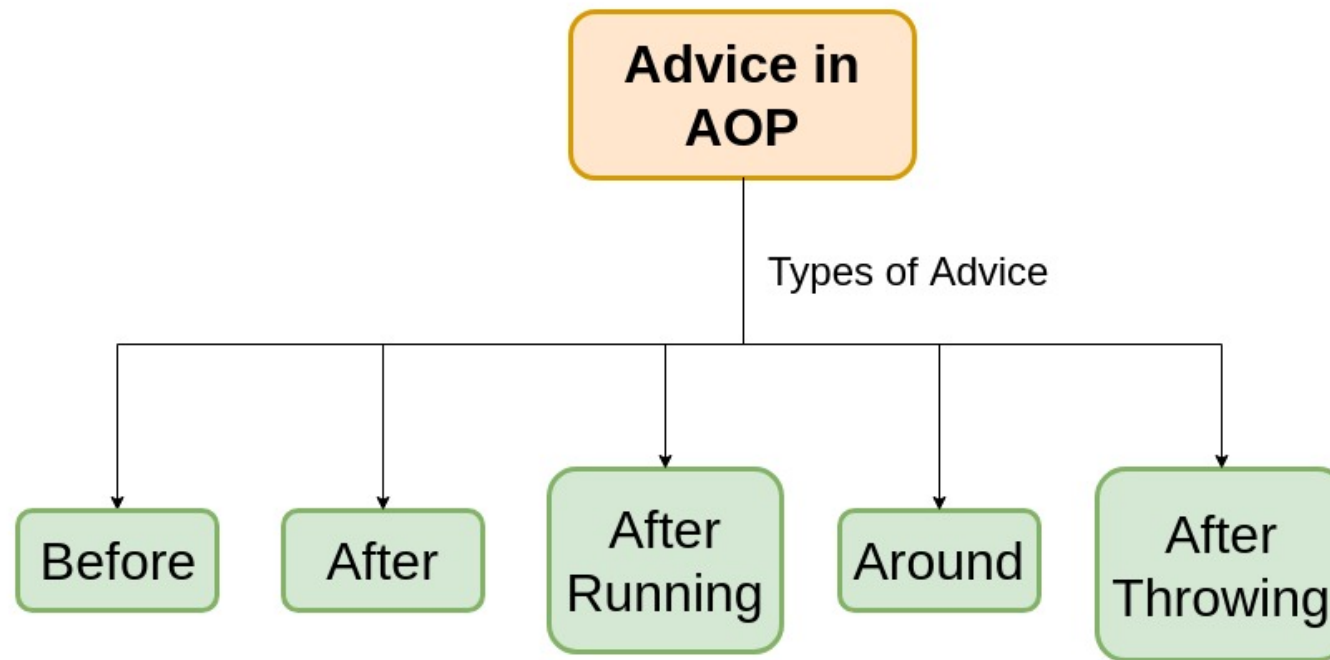 Advice in
AOP
Types of Advice
Before
After
After
Running
Around
After
Throwing